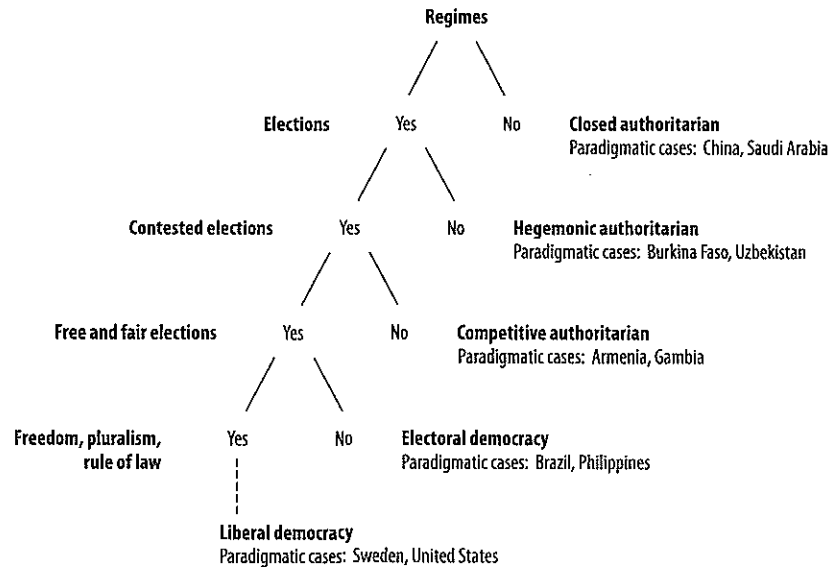 Regimes
Elections Yes No Closed authoritarian
Paradigmatic cases: China, Saudi Arabia
Contested elections Yes No Hegemonic authoritarian
Paradigmatic cases: Burkina Faso, Uzbekistan
Free and fair elections Yes No Competitive authoritarian
Paradigmatic cases: Armenia, Gambia
Freedom, pluralism, Yes No Electoral democracy
rule of law Paradigmatic cases: Brazil, Philippines
Liberal democracy
Paradigmatic cases: Sweden, United States